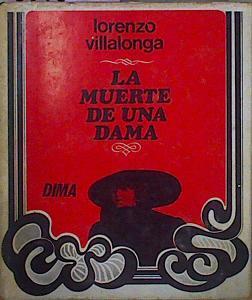 lorenzo
villalonga
LA
MUERTE
DE UNA
DAMA
DIMA